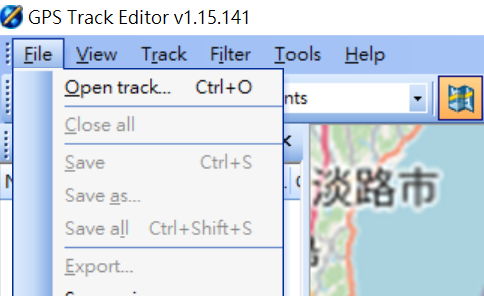 GPS Track Editor v1.15.141
File View Track Filter Tools Help
Open track... Ctrl+O
nts
Close all
Save Ctrl+S
Save as...
Save all Ctrl+Shift+S
Export...
淡路市